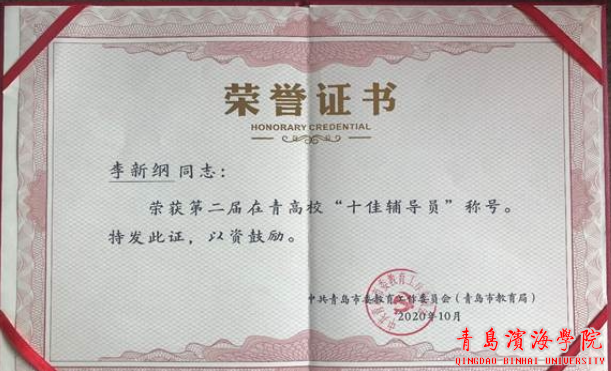 荣誉证书
HONORARY CREDENTIAL
李新纲同志：
荣获第二届在青高校“十佳辅导员”称号。
特发此证，以资鼓励。
中共青岛市委教育工作委员会（青岛市教育局）
2020年10月
青岛滨海学院
QINGDAO BINHAI UNIVERSITY